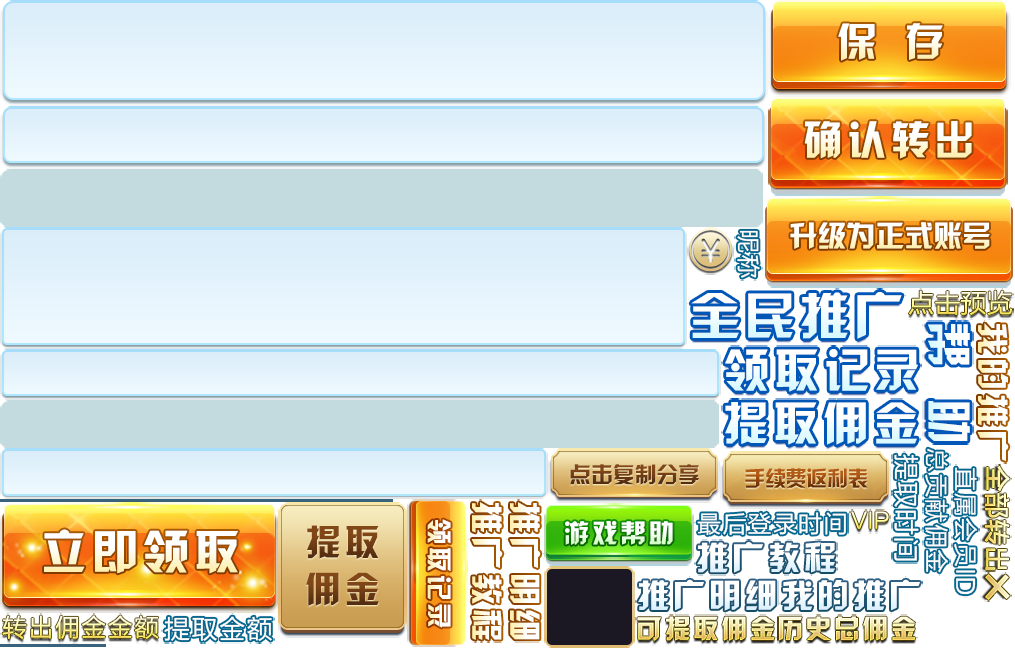 保 存
确认转出
升级为正式账号
昵称
全民推广
点击预览
帮助
我的推广
领取记录
提取佣金
点击复制分享
手续费返利表
提取时间
总贡献佣金
直属会员ID
全部转出
立即领取
提取
佣金
领取记录
推广教程
推广明细
游戏帮助
最后登录时间
VIP
推广教程
推广明细
我的推广
可提取佣金
历史总佣金
转出佣金金额
提取金额